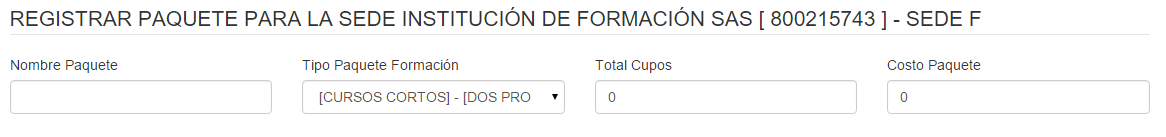 REGISTRAR PAQUETE PARA LA SEDE INSTITUCIÓN DE FORMACIÓN SAS [ 800215743 ] - SEDE F
Nombre Paquete Tipo Paquete Formación Total Cupos Costo Paquete
[CURSOS CORTOS] - [DOS PRO 0 0